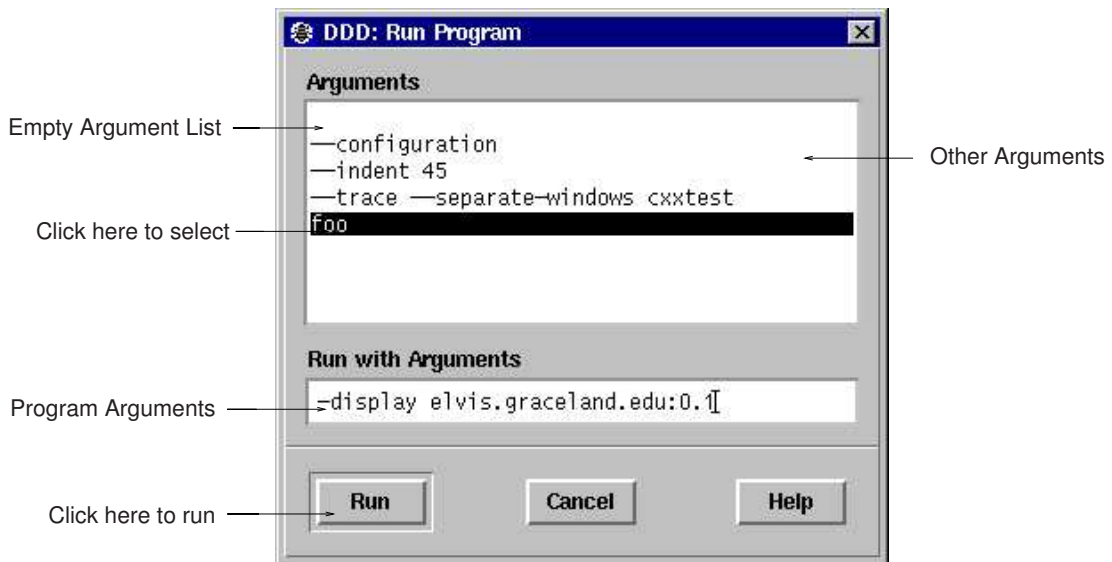 DDD: Run Program
Arguments
Empty Argument List
--configuration
--indent 45
Other Arguments
--trace --separate-windows cxxtest
Click here to select
foo
Run with Arguments
Program Arguments
-display elvis.graceland.edu:0.1
Click here to run
Run
Cancel
Help